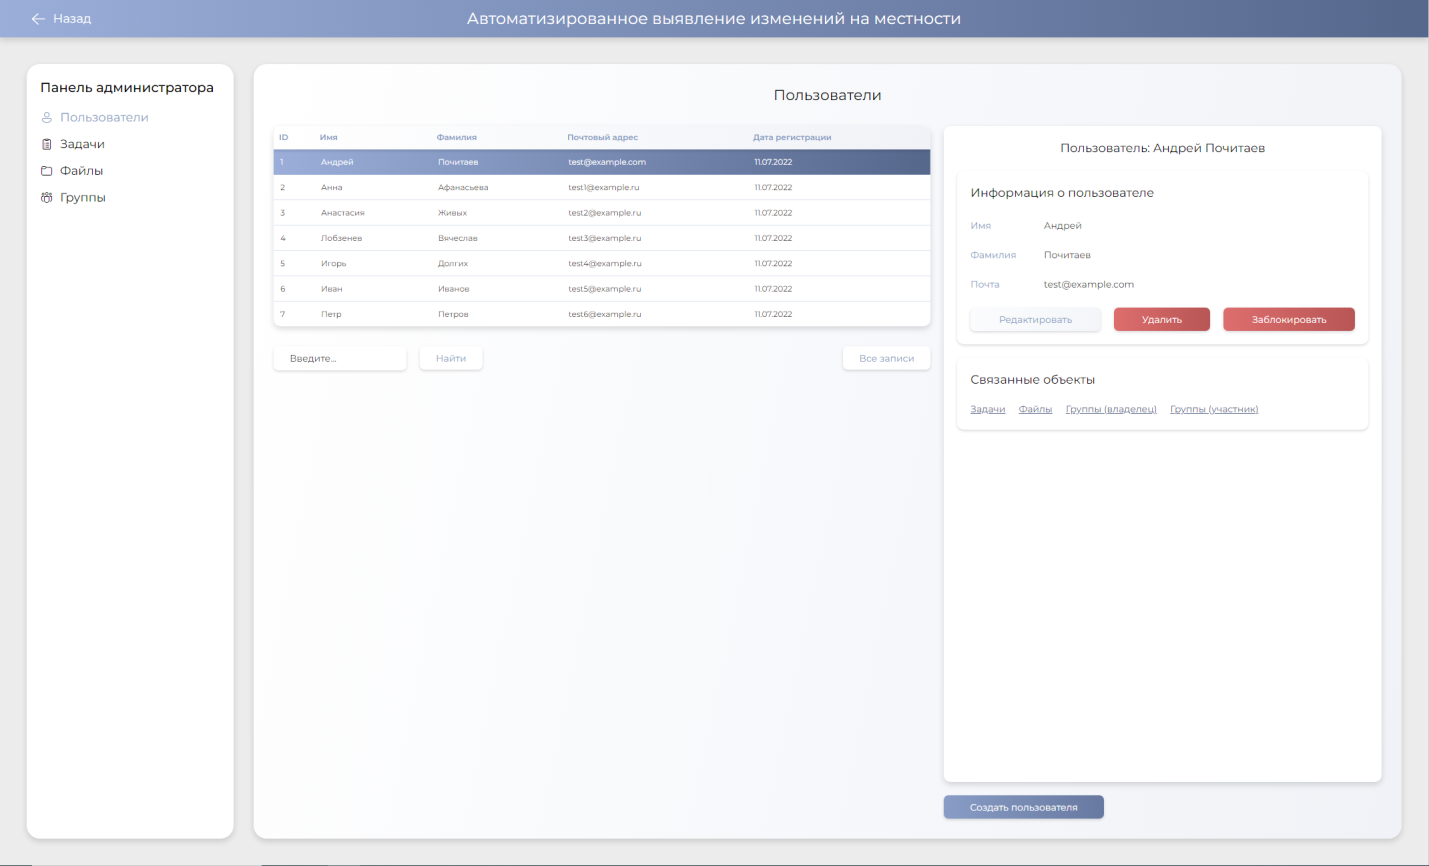 Назад
Автоматизированное выявление изменений на местности
Панель администратора
Пользователи
Задачи
Файлы
Группы
Пользователи
ID Имя Фамилия Почтовый адрес Дата регистрации
1 Андрей Почитаев test@example.com 11.07.2022
2 Анна Афанасьева test1@example.ru 11.07.2022
3 Анастасия Живых test2@example.ru 11.07.2022
4 Лобзенев Вячеслав test3@example.ru 11.07.2022
5 Игорь Долгих test4@example.ru 11.07.2022
6 Иван Иванов test5@example.ru 11.07.2022
7 Петр Петров test6@example.ru 11.07.2022
Введите... Найти Все записи
Пользователь: Андрей Почитаев
Информация о пользователе
Имя Андрей
Фамилия Почитаев
Почта test@example.com
Редактировать Удалить Заблокировать
Связанные объекты
Задачи Файлы Группы (владелец) Группы (участник)
Создать пользователя